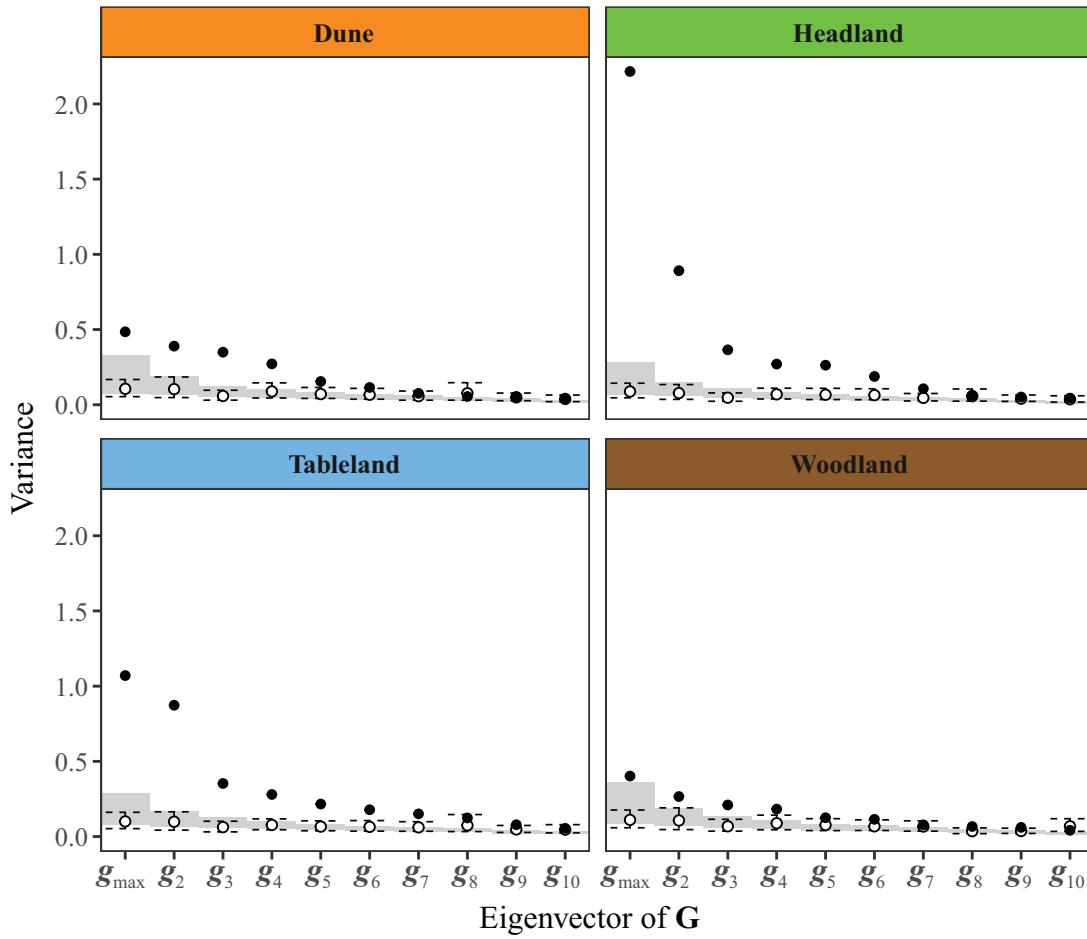 Dune Headland
2.0
1.5
1.0
0.5
0.0
Variance
Tableland Woodland
2.0
1.5
1.0
0.5
0.0
gmax g2 g3 g4 g5 g6 g7 g8 g9 g10 gmax g2 g3 g4 g5 g6 g7 g8 g9 g10
Eigenvector of G